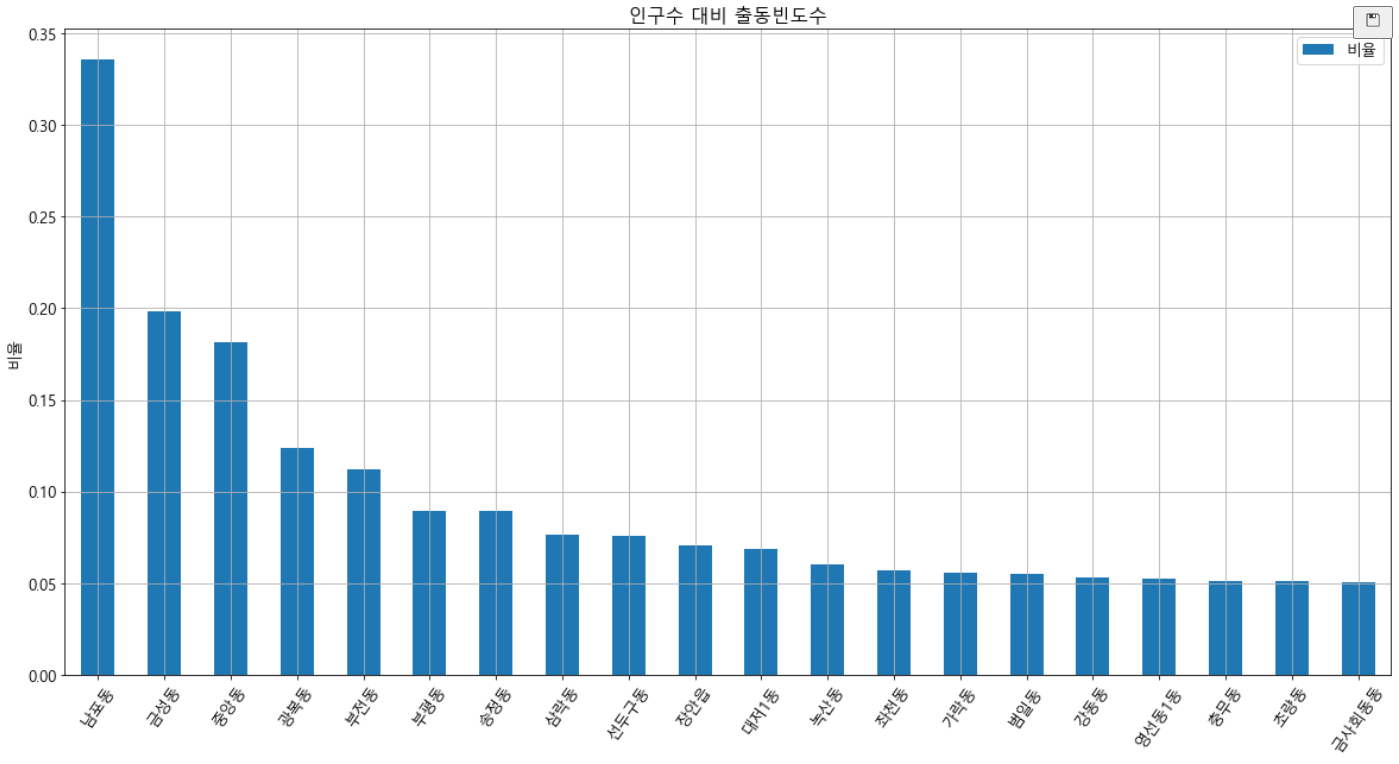 인구수 대비 출동빈도수
비율
0.35
0.30
0.25
0.20
0.15
0.10
0.05
0.00
비율
남포동
금성동
중앙동
광복동
부전동
부평동
송정동
삼락동
선두구동
장안읍
대저1동
녹산동
좌천동
가락동
범일동
강동동
영선동1동
충무동
초량동
금사회동동